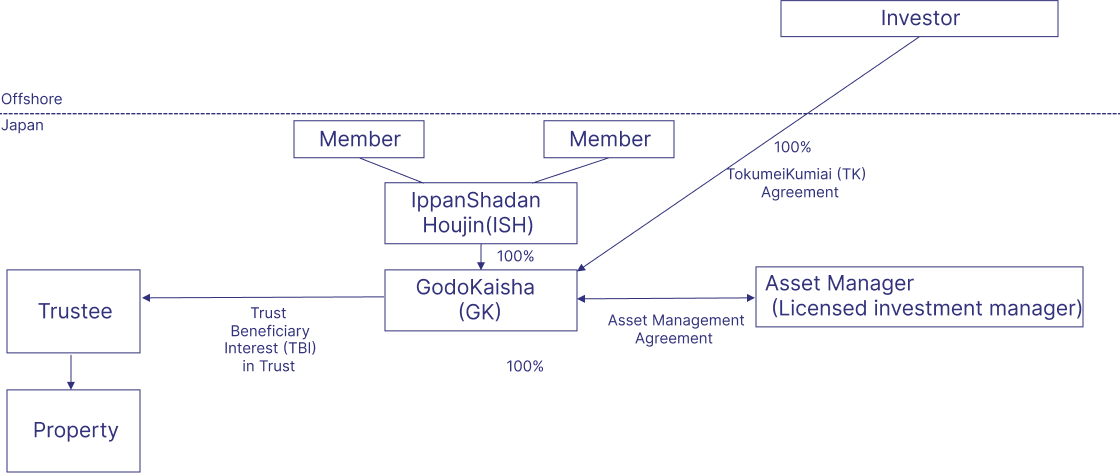 Investor
Offshore
Japan
Member
Member
100%
TokumeiKumiai (TK)
Agreement
IppanShadan
Houjin(ISH)
100%
GodoKaisha
(GK)
Asset Manager
(Licensed investment manager)
Trustee
Trust
Beneficiary
Interest (TBI)
in Trust
Asset Management
Agreement
100%
Property